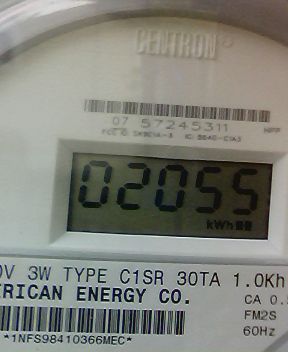 CENTRON®
07 57245311
02055
kWh
V 3W TYPE C1SR 30TA 1.0Kh
RICAN ENERGY CO.
CA 0.
FM2S
*1NFS98410366MEC*
60Hz